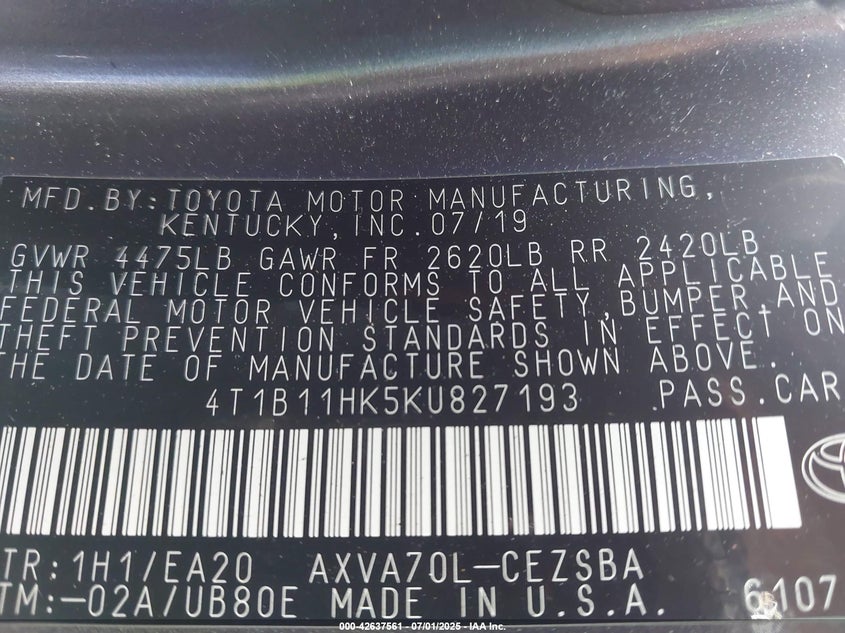 MFD.BY:TOYOTA MOTOR MANUFACTURING,
KENTUCKY, INC. 07/19
GVWR 4475LB GAWR FR 2620LB RR 2420LB
THIS VEHICLE CONFORMS TO ALL APPLICABLE
FEDERAL MOTOR VEHICLE SAFETY, BUMPER, AND
THEFT PREVENTION STANDARDS IN EFFECT ON
THE DATE OF MANUFACTURE SHOWN ABOVE.
4T1B11HK5KU827193 PASS.CAR
TR:1H1/EA20 AXVA70L-CEZSBA
TM:-02A/UB80E MADE IN U.S.A. 6107
000-42637561 - 07/01/2025 - IAA Inc.